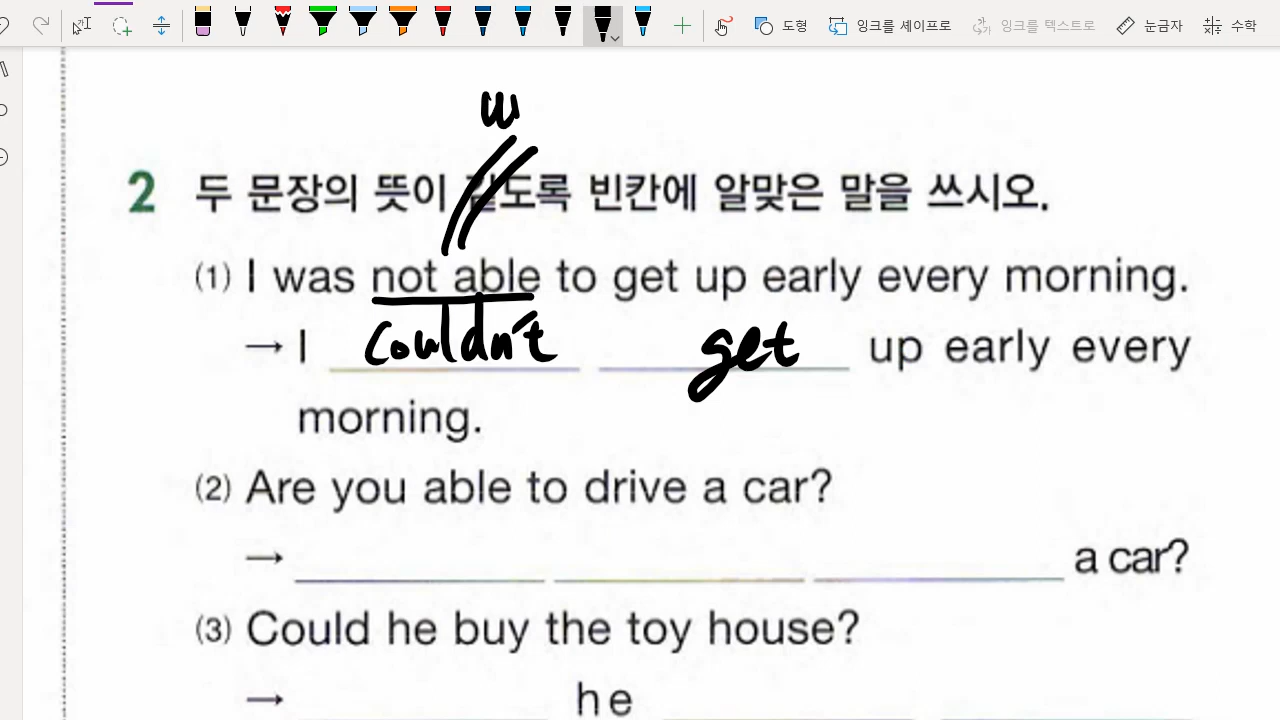 도형 잉크를 셰이프로 잉크를 텍스트로 눈금자 수학
2 두 문장의 뜻이 같도록 빈칸에 알맞은 말을 쓰시오.
(1) I was not able to get up early every morning.
→ I couldn't get up early every
morning.
(2) Are you able to drive a car?
→ a car?
(3) Could he buy the toy house?
→ he